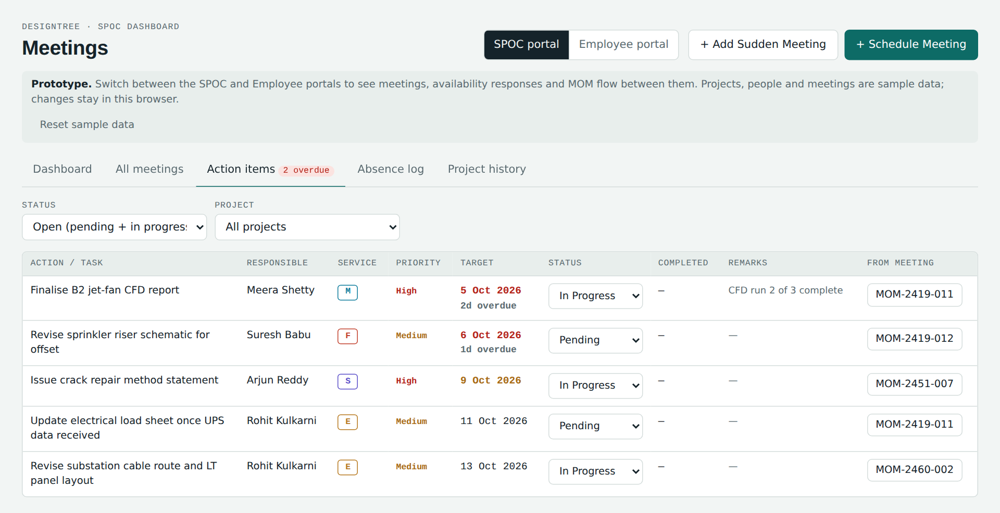 DESIGNTREE · SPOC DASHBOARD
Meetings
SPOC portal
Employee portal
+ Add Sudden Meeting
+ Schedule Meeting
Prototype. Switch between the SPOC and Employee portals to see meetings, availability responses and MOM flow between them. Projects, people and meetings are sample data;
changes stay in this browser.
Reset sample data
Dashboard
All meetings
Action items 2 overdue
Absence log
Project history
STATUS
PROJECT
Open (pending + in progres
All projects
ACTION / TASK RESPONSIBLE SERVICE PRIORITY TARGET STATUS COMPLETED REMARKS FROM MEETING
Finalise B2 jet-fan CFD report Meera Shetty M High 5 Oct 2026 In Progress — CFD run 2 of 3 complete MOM-2419-011
2d overdue
Revise sprinkler riser schematic for Suresh Babu F Medium 6 Oct 2026 Pending — — MOM-2419-012
offset 1d overdue
Issue crack repair method statement Arjun Reddy S High 9 Oct 2026 In Progress — — MOM-2451-007
Update electrical load sheet once UPS Rohit Kulkarni E Medium 11 Oct 2026 Pending — — MOM-2419-011
data received
Revise substation cable route and LT Rohit Kulkarni E Medium 13 Oct 2026 In Progress — — MOM-2460-002
panel layout